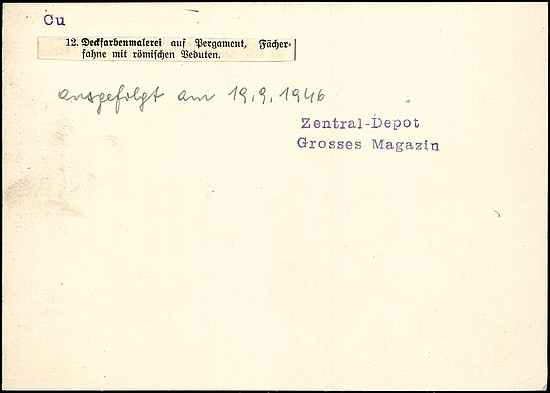 Cu
12. Deckfarbenmalerei auf Pergament, Fächer-
fahne mit römischen Veduten.
ausgefolgt am 19.9.1946
Zentral-Depot
Grosses Magazin